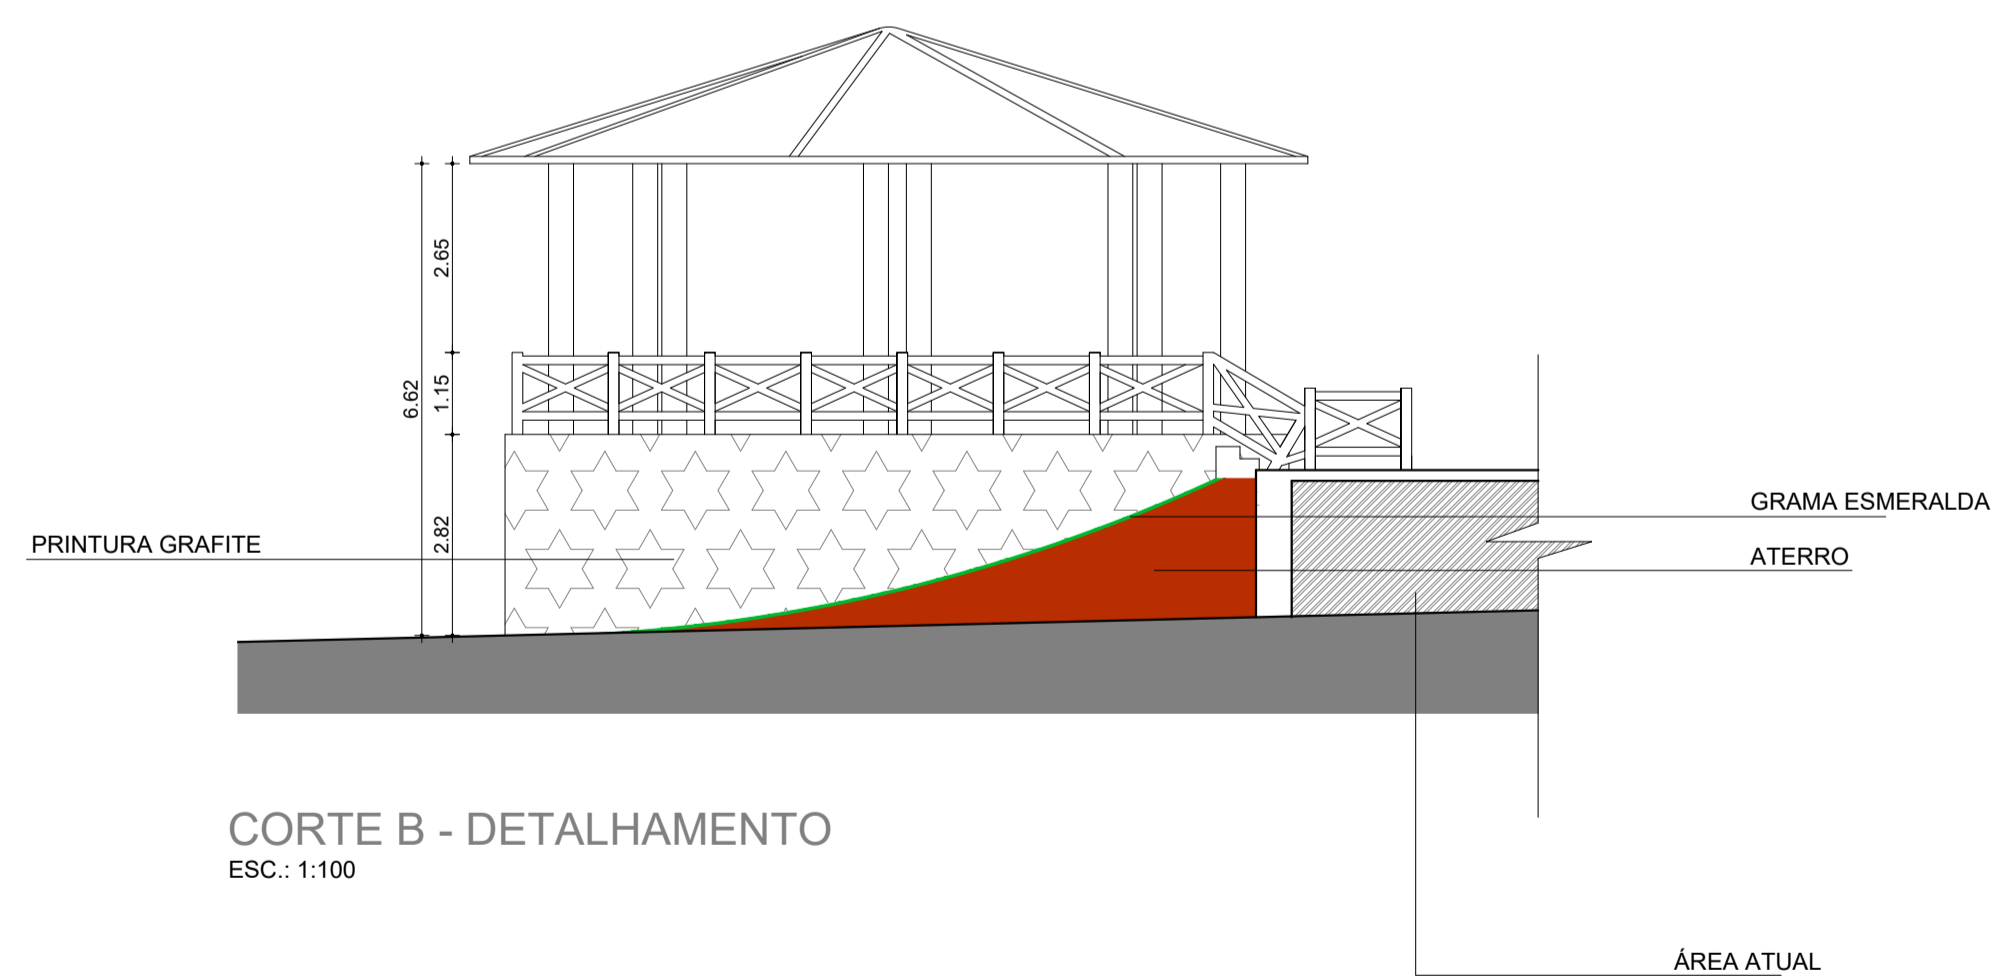 2.65
6.62
1.15
2.82
GRAMA ESMERALDA
PRINTURA GRAFITE
ATERRO
CORTE B - DETALHAMENTO
ESC.: 1:100
ÁREA ATUAL